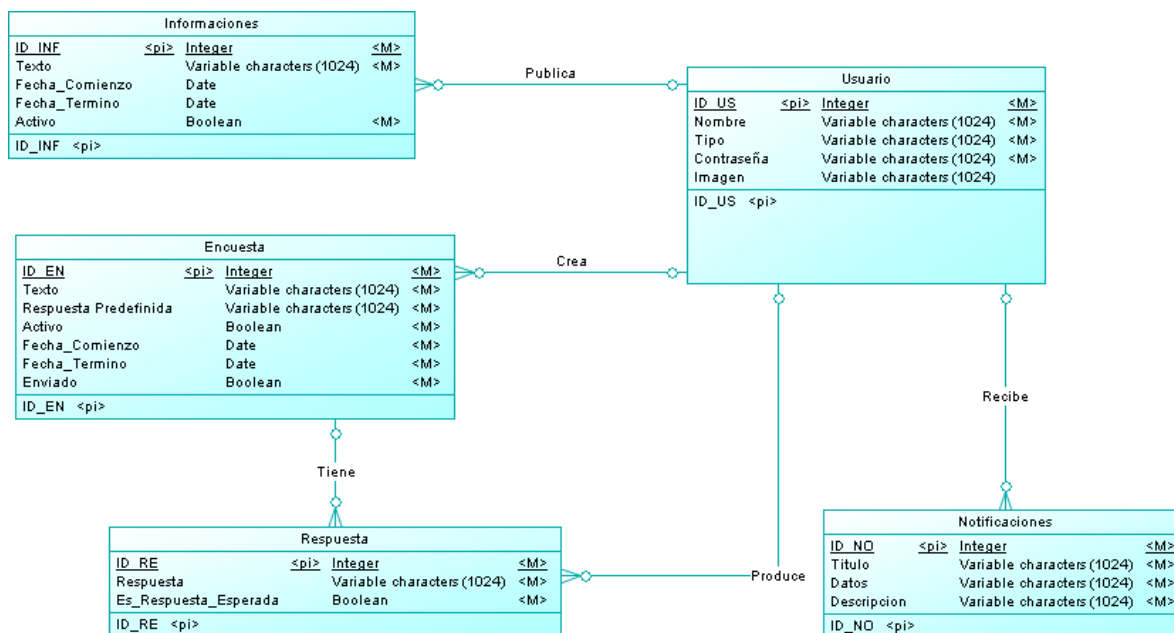 Informaciones
ID_INF <pi> Integer <M>
Texto Variable characters (1024) <M>
Fecha_Comienzo Date
Fecha_Termino Date
Activo Boolean <M>
ID_INF <pi>
Publica
Usuario
ID_US <pi> Integer <M>
Nombre Variable characters (1024) <M>
Tipo Variable characters (1024) <M>
Contraseña Variable characters (1024) <M>
Imagen Variable characters (1024)
ID_US <pi>
Encuesta
ID_EN <pi> Integer <M>
Texto Variable characters (1024) <M>
Respuesta Predefinida Variable characters (1024) <M>
Activo Boolean <M>
Fecha_Comienzo Date <M>
Fecha_Termino Date <M>
Enviado Boolean <M>
ID_EN <pi>
Crea
Recibe
Tiene
Respuesta
ID_RE <pi> Integer <M>
Respuesta Variable characters (1024) <M>
Es_Respuesta_Esperada Boolean <M>
ID_RE <pi>
Produce
Notificaciones
ID_NO <pi> Integer <M>
Titulo Variable characters (1024) <M>
Datos Variable characters (1024) <M>
Descripcion Variable characters (1024) <M>
ID_NO <pi>